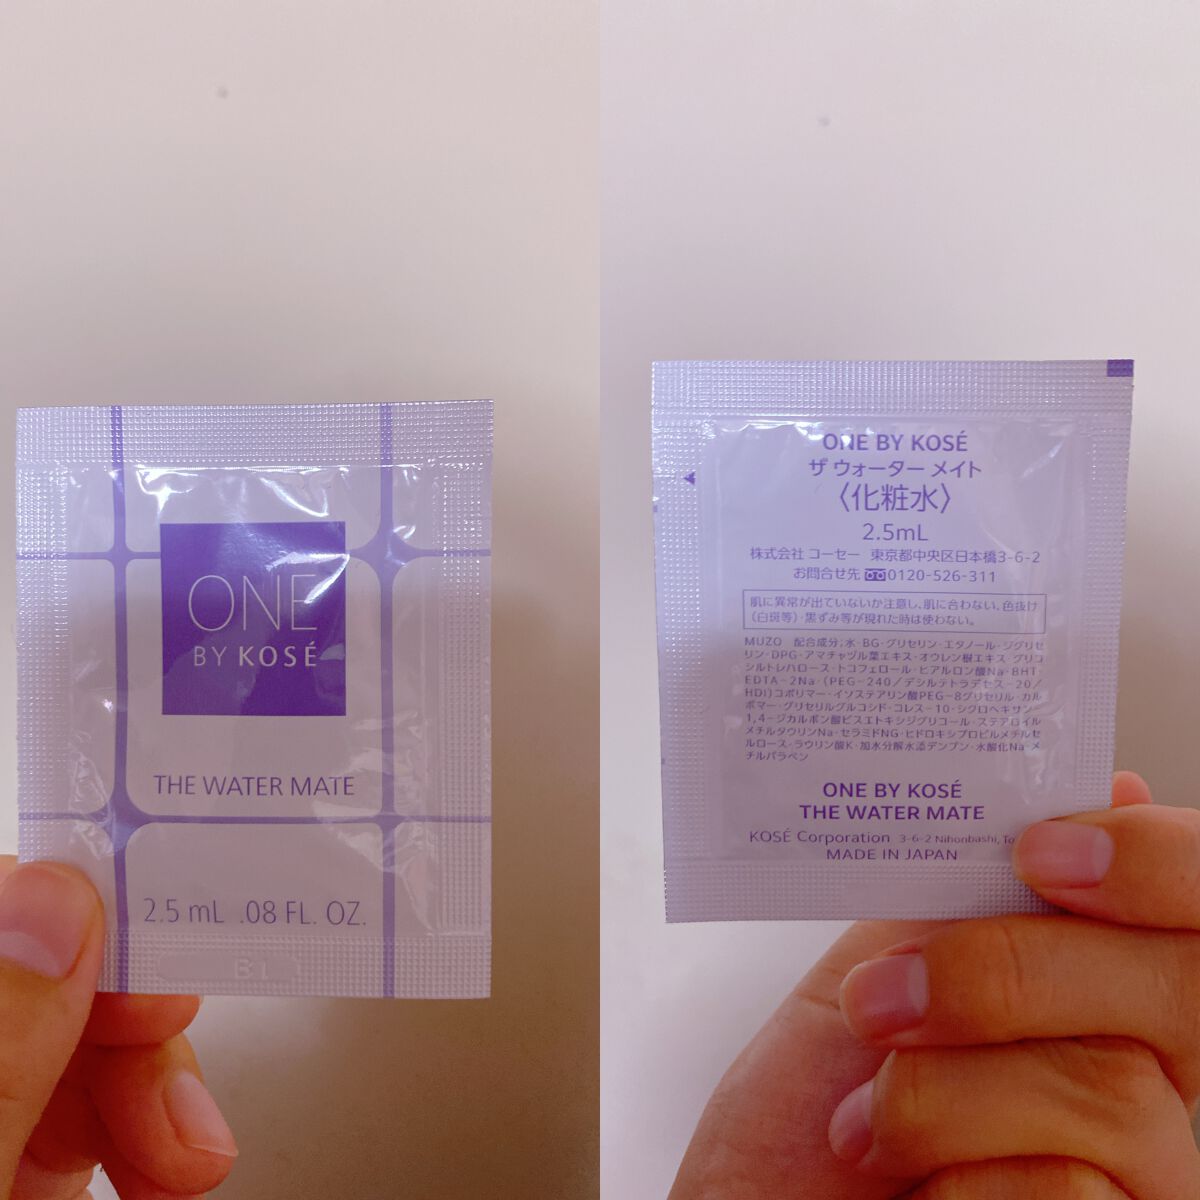 ONE
BY KOSÉ
THE WATER MATE
2.5 mL .08 FL. OZ.
B1
ONE BY KOSÉ
ザ ウォーター メイト
〈化粧水〉
2.5mL
株式会社 コーセー 東京都中央区日本橋3-6-2
お問合せ先 0120-526-311
肌に異常が出ていないか注意し、肌に合わない、色抜け
(白斑等)・黒ずみ等が現れた時は使わない。
MUZO 配合成分;水・BG・グリセリン・エタノール・ジグリセ
リン・DPG・アマチャヅル葉エキス・オウレン根エキス・グリコ
シルトレハロース・トコフェロール・ヒアルロン酸Na・BHT・
EDTA-2Na・(PEG-240/デシルテトラデセス-20/
HDI)コポリマー・イソステアリン酸PEG-8グリセリル・カル
ボマー・グリセリルグルコシド・コレス-10・シクロヘキサン-
1,4-ジカルボン酸ビスエトキシジグリコール・ステアロイル
メチルタウリンNa・セラミドNG・ヒドロキシプロピルメチルセ
ルロース・ラウリン酸K・加水分解水添デンプン・水酸化Na・メ
チルパラベン
ONE BY KOSÉ
THE WATER MATE
KOSÉ Corporation 3-6-2 Nihonbashi,
MADE IN JAPAN